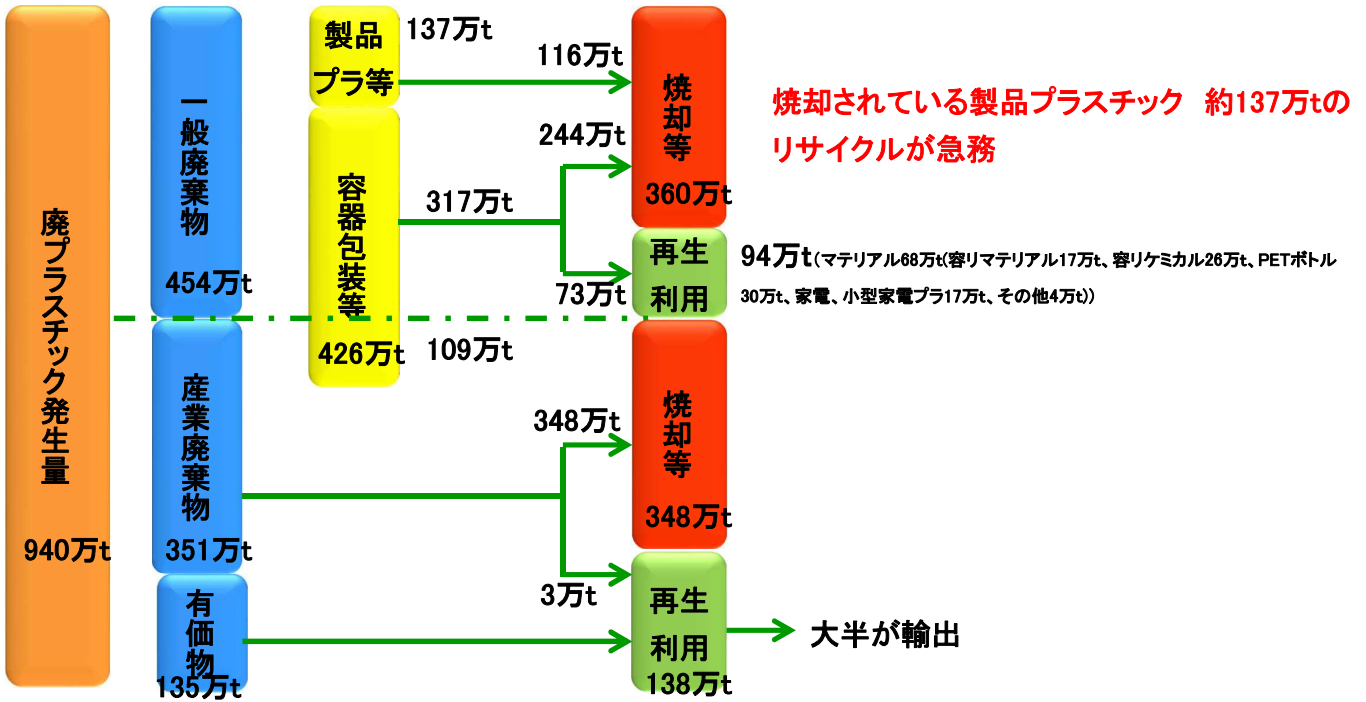 廃プラスチック発生量
940万t
一般廃棄物
454万t
産業廃棄物
351万t
有価物
135万t
製品
プラ等
137万t
容器包装等
426万t
116万t
244万t
317万t
73万t
109万t
348万t
3万t
焼却等
360万t
再生
利用
焼却等
348万t
再生
利用
138万t
焼却されている製品プラスチック 約137万tの
リサイクルが急務
94万t(マテリアル68万t(容リマテリアル17万t、容リケミカル26万t、PETボトル
30万t、家電、小型家電プラ17万t、その他4万t))
大半が輸出